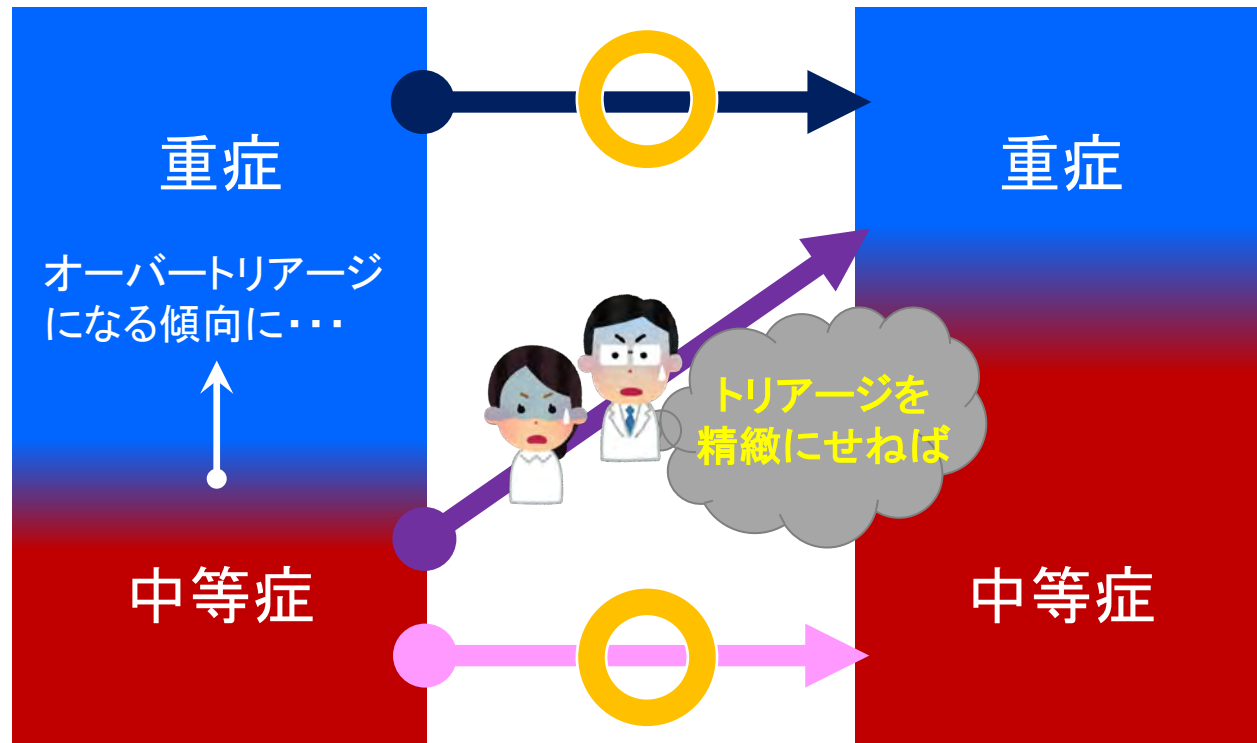 重症
オーバートリアージ
になる傾向に･･･
中等症
トリアージを
精緻にせねば
重症
中等症